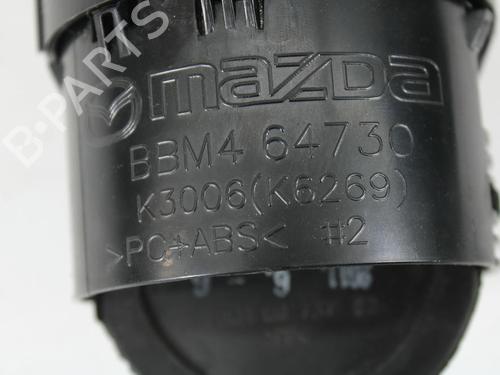 B-PARTS
mazda
BBM4 64730
K3006(K6269)
>PC+ABS< #2